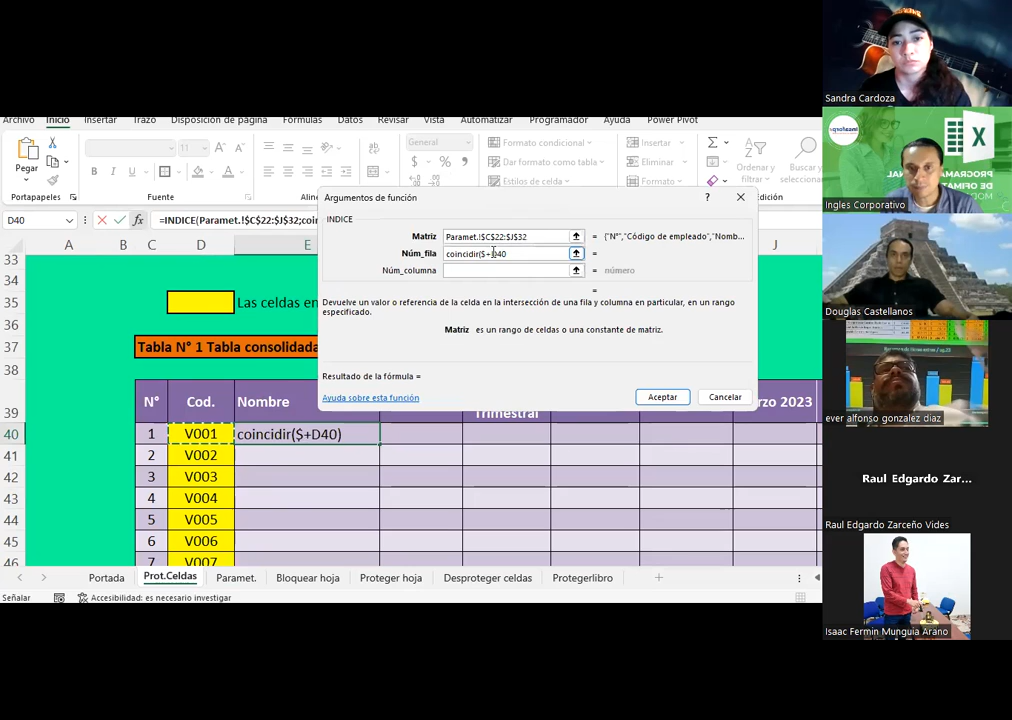 Archivo Inicio Insertar Trazo Disposición de página Fórmulas Datos Revisar Vista Automatizar Programador Ayuda Power Pivot
Pegar
Portapapeles
11
General
Formato condicional
Dar formato como tabla
Estilos de celda
Insertar
Eliminar
Formato
Ordenar y
filtrar
Buscar y
D40
=INDICE(Paramet.!$C$22:$J$32;coin
Argumentos de función
INDICE
Matriz Paramet.!$C$22:$J$32 = {"N°","Código de empleado","Nomb...
Núm_fila coincidir($+D40 =
Núm_columna = número
=
Devuelve un valor o referencia de la celda en la intersección de una fila y columna en particular, en un rango
especificado.
Matriz es un rango de celdas o una constante de matriz.
Resultado de la fórmula =
Ayuda sobre esta función
Aceptar
Cancelar
A B C D E J
33
34
35 Las celdas en
36
37 Tabla N° 1 Tabla consolidada
38
39 N° Cod. Nombre Trimestral rzo 2023
40 1 V001 coincidir($+D40)
41 2 V002
42 3 V003
43 4 V004
44 5 V005
45 6 V006
46 7 V007
Portada Prot.Celdas Paramet. Bloquear hoja Proteger hoja Desproteger celdas Protegerlibro
Señalar Accesibilidad: es necesario investigar
Sandra Cardoza
Ingles Corporativo
Douglas Castellanos
ever alfonso gonzalez diaz
Raul Edgardo Zar...
Raul Edgardo Zarceño Vides
Isaac Fermin Munguia Arano